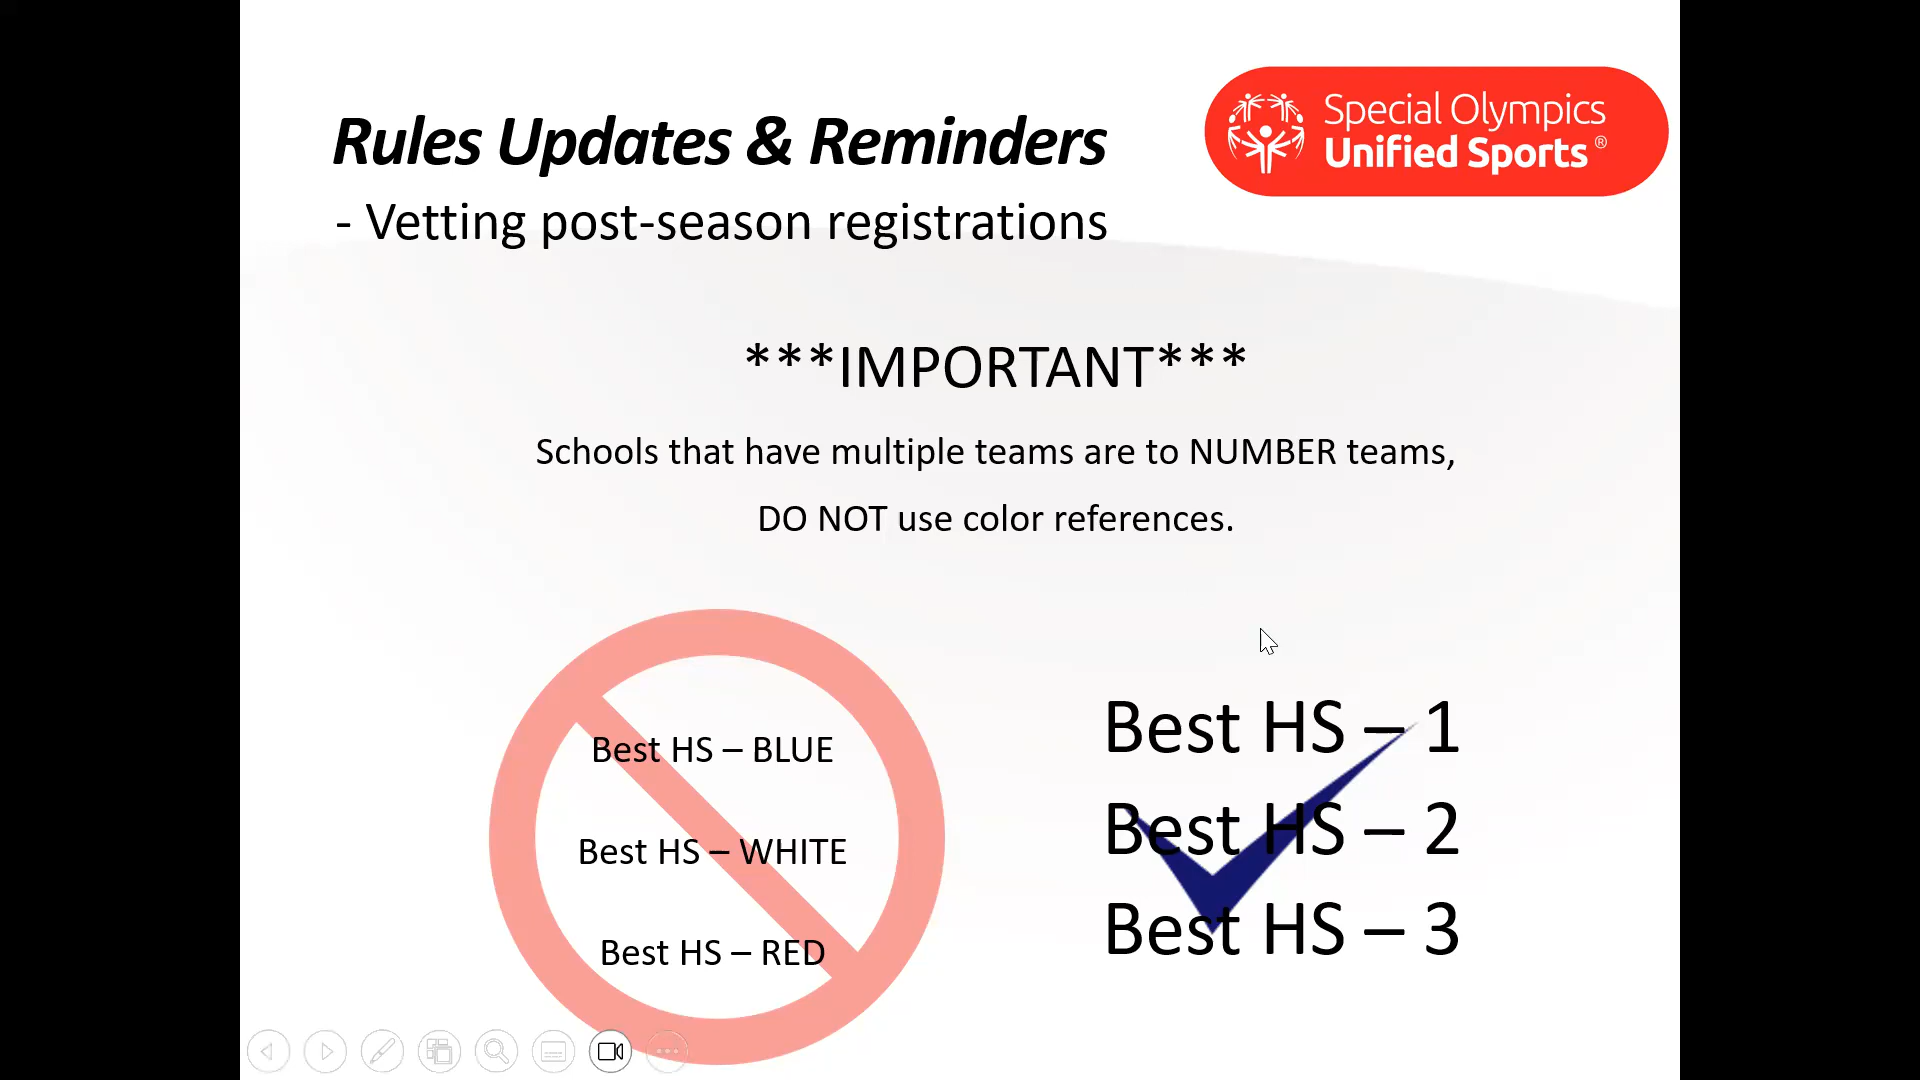 Rules Updates & Reminders
Special Olympics
Unified Sports ®
- Vetting post-season registrations
***IMPORTANT***
Schools that have multiple teams are to NUMBER teams,
DO NOT use color references.
Best HS – BLUE
Best HS – WHITE
Best HS – RED
Best HS – 1
Best HS – 2
Best HS – 3